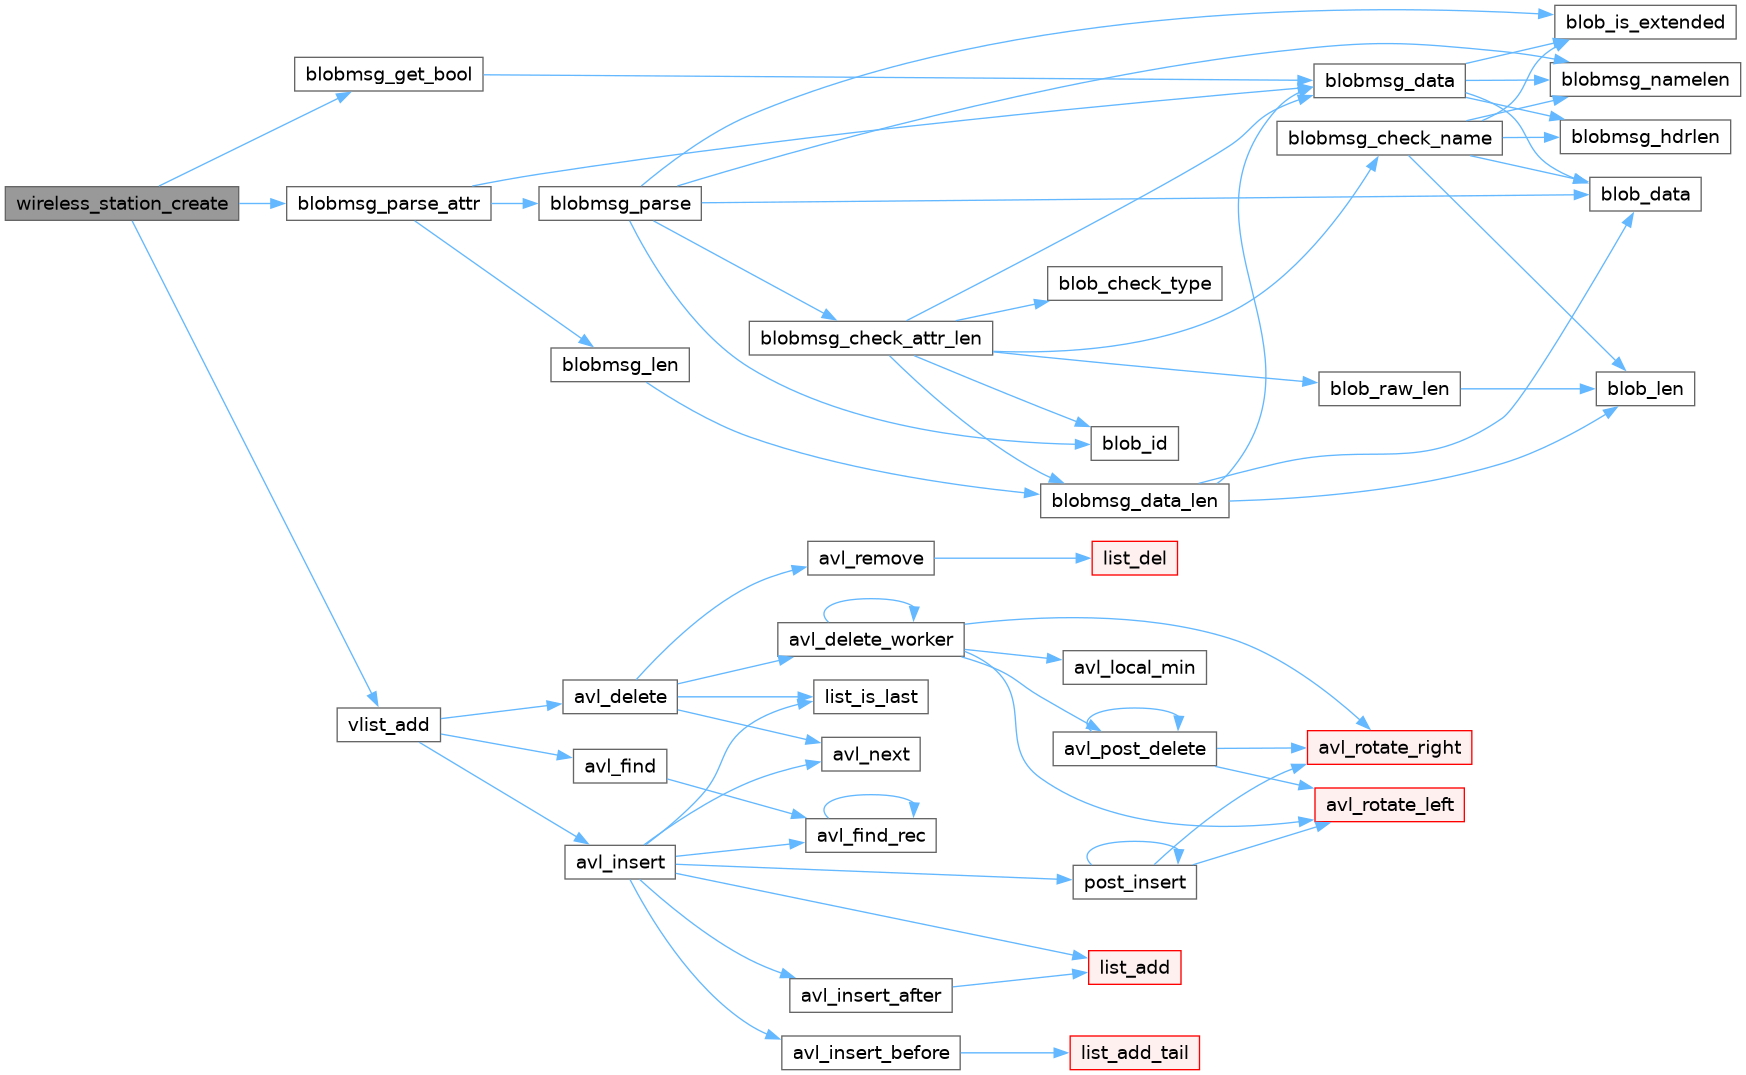 blob_is_extended
blobmsg_get_bool
blobmsg_data
blobmsg_namelen
blobmsg_check_name
blobmsg_hdrlen
wireless_station_create
blobmsg_parse_attr
blobmsg_parse
blob_data
blob_check_type
blobmsg_check_attr_len
blobmsg_len
blob_raw_len
blob_len
blob_id
blobmsg_data_len
avl_remove
list_del
avl_delete_worker
avl_local_min
avl_delete
list_is_last
vlist_add
avl_find
avl_next
avl_post_delete
avl_rotate_right
avl_rotate_left
avl_find_rec
avl_insert
post_insert
list_add
avl_insert_after
avl_insert_before
list_add_tail